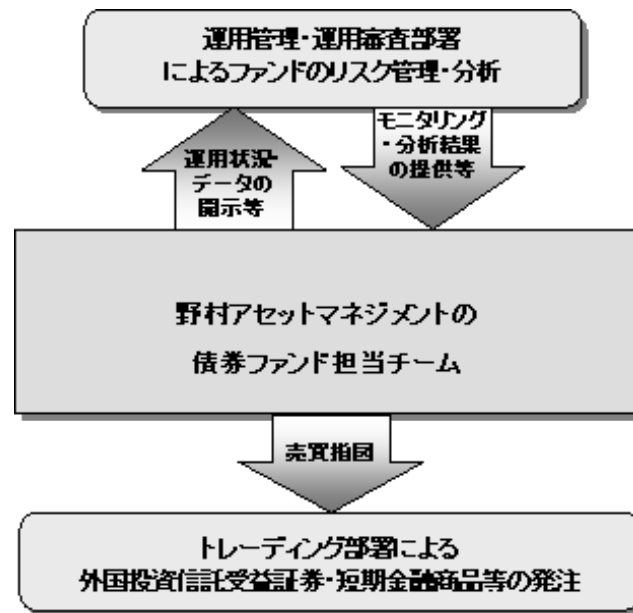 運用管理・運用審査部署
によるファンドのリスク管理・分析
運用状況・
データの
開示等
モニタリング
・分析結果
の提供等
野村アセットマネジメントの
債券ファンド担当チーム
売買指図
トレーディング部署による
外国投資信託受益証券・短期金融商品等の発注